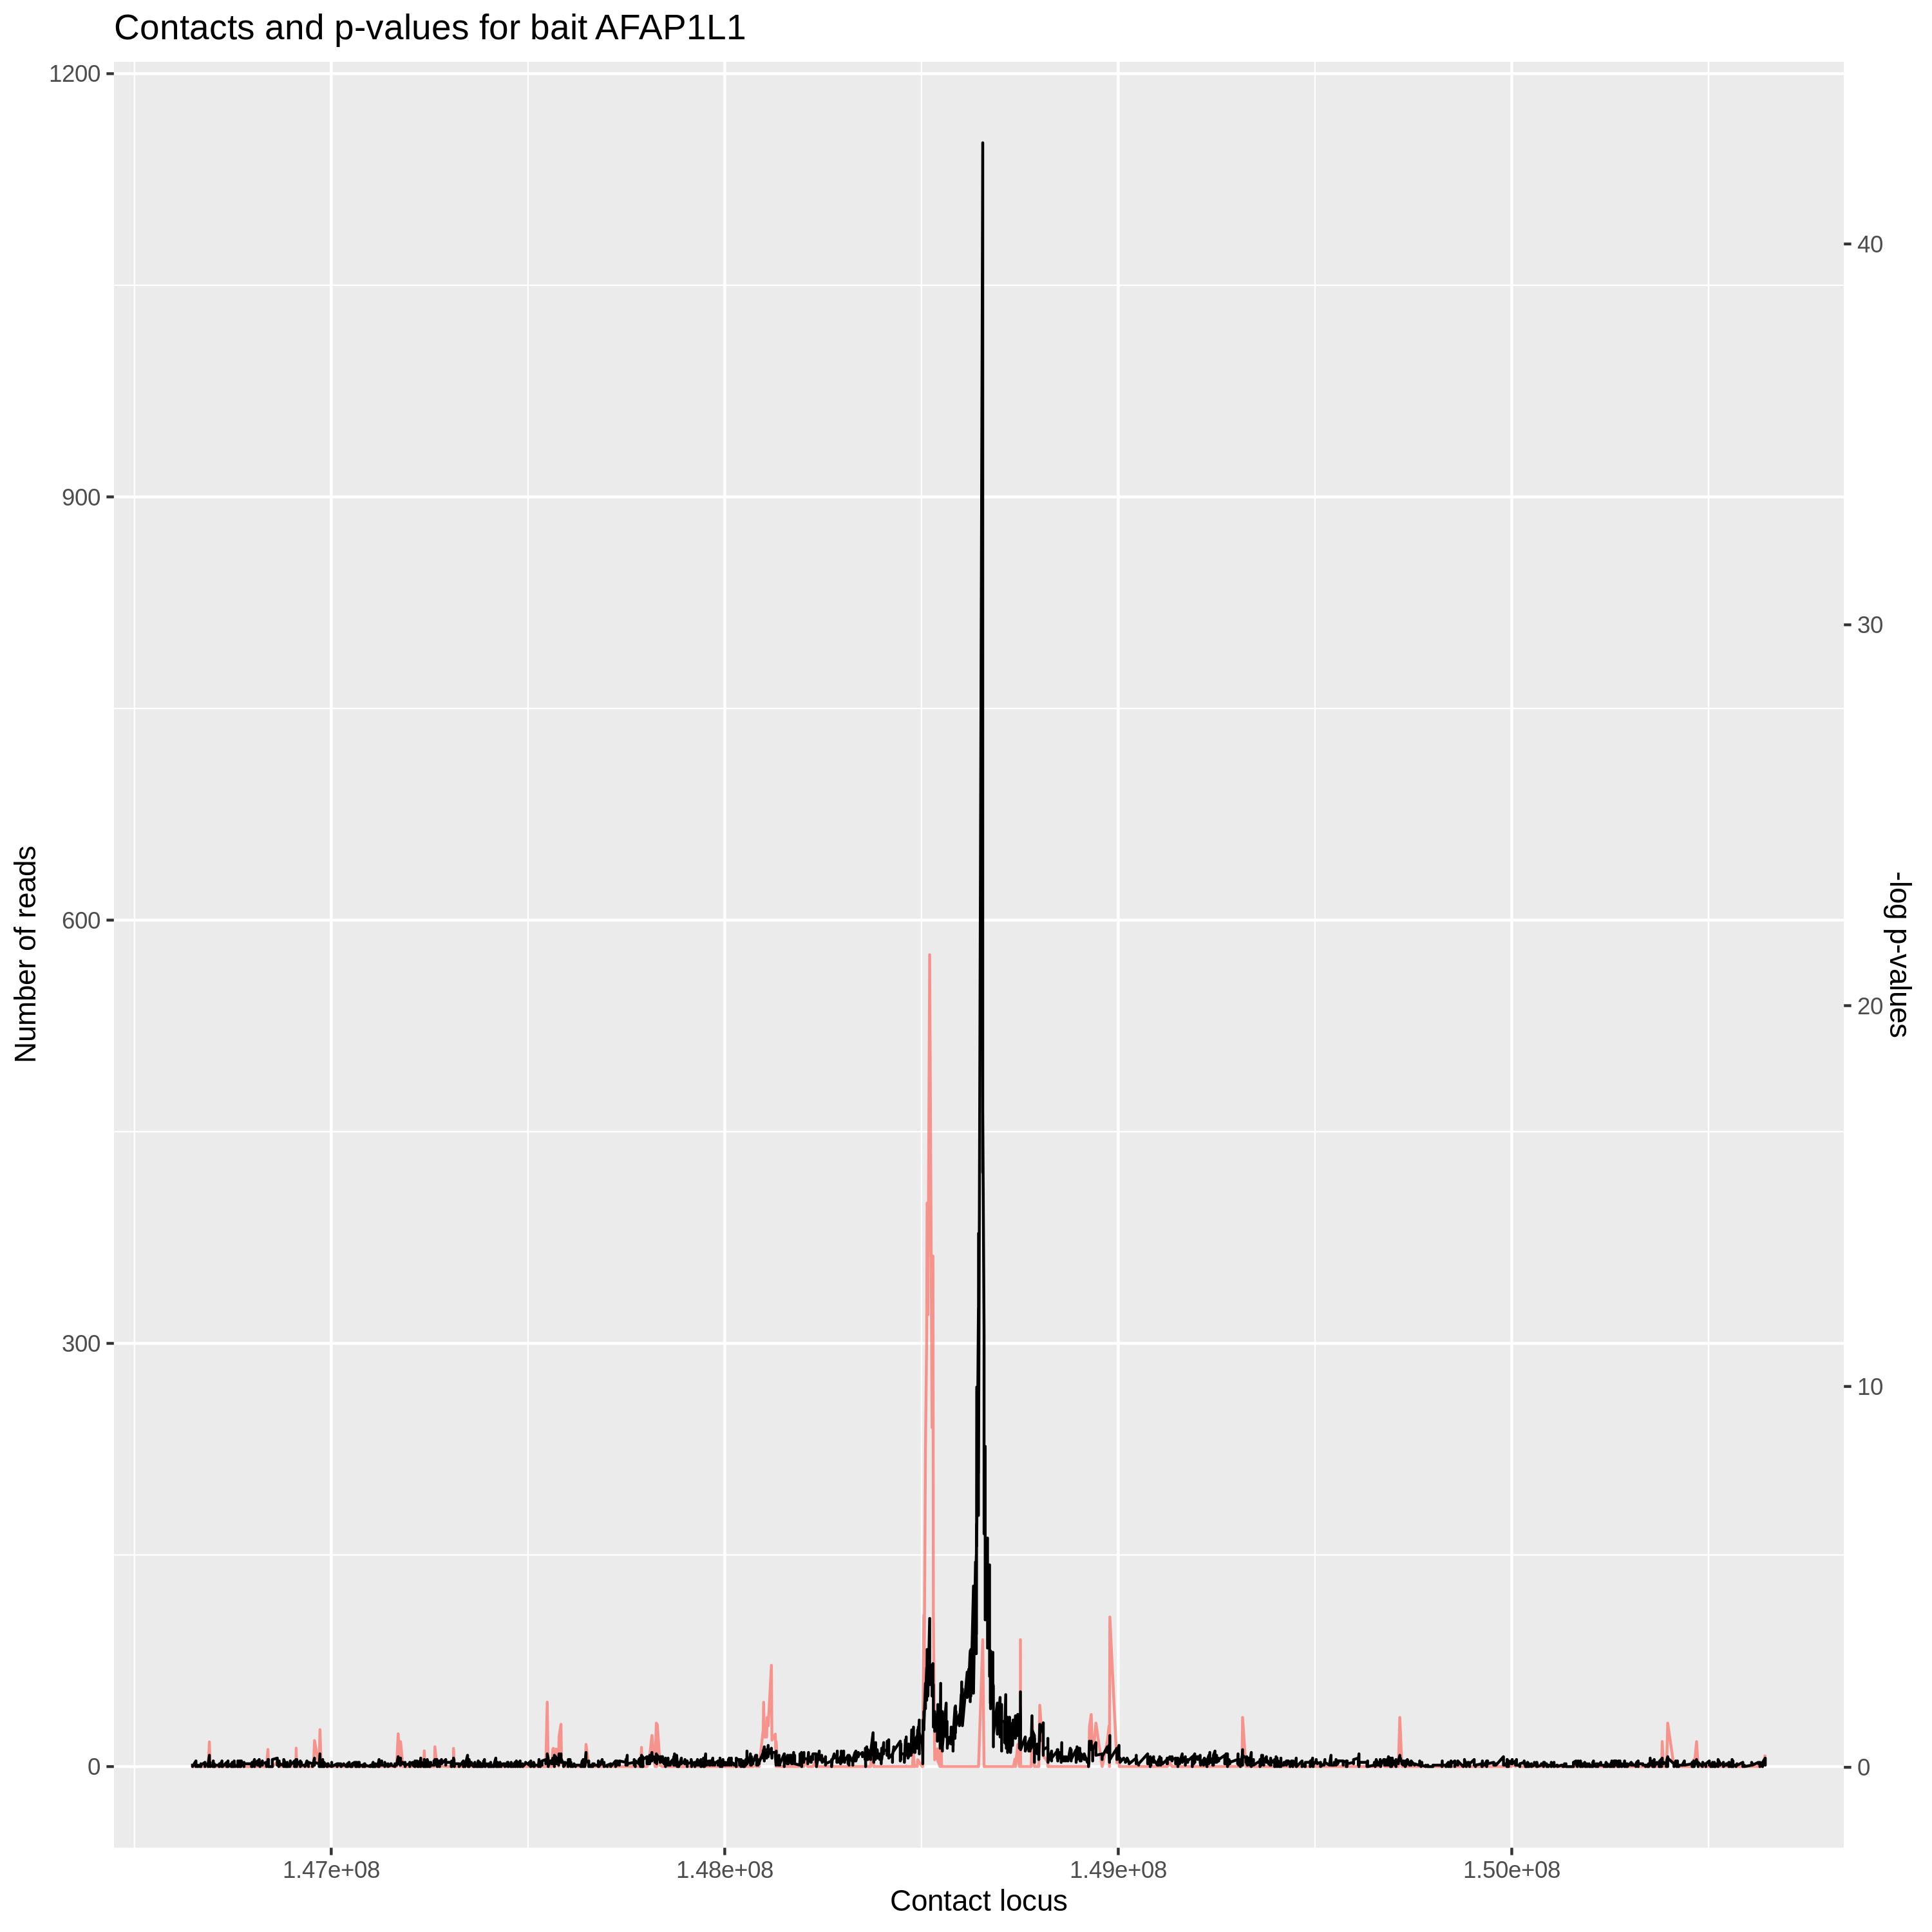 Contacts and p-values for bait AFAP1L1
1200
900
600
300
0
Number of reads
40
30
20
10
0
-log p-values
1.47e+08
1.48e+08
1.49e+08
1.50e+08
Contact locus